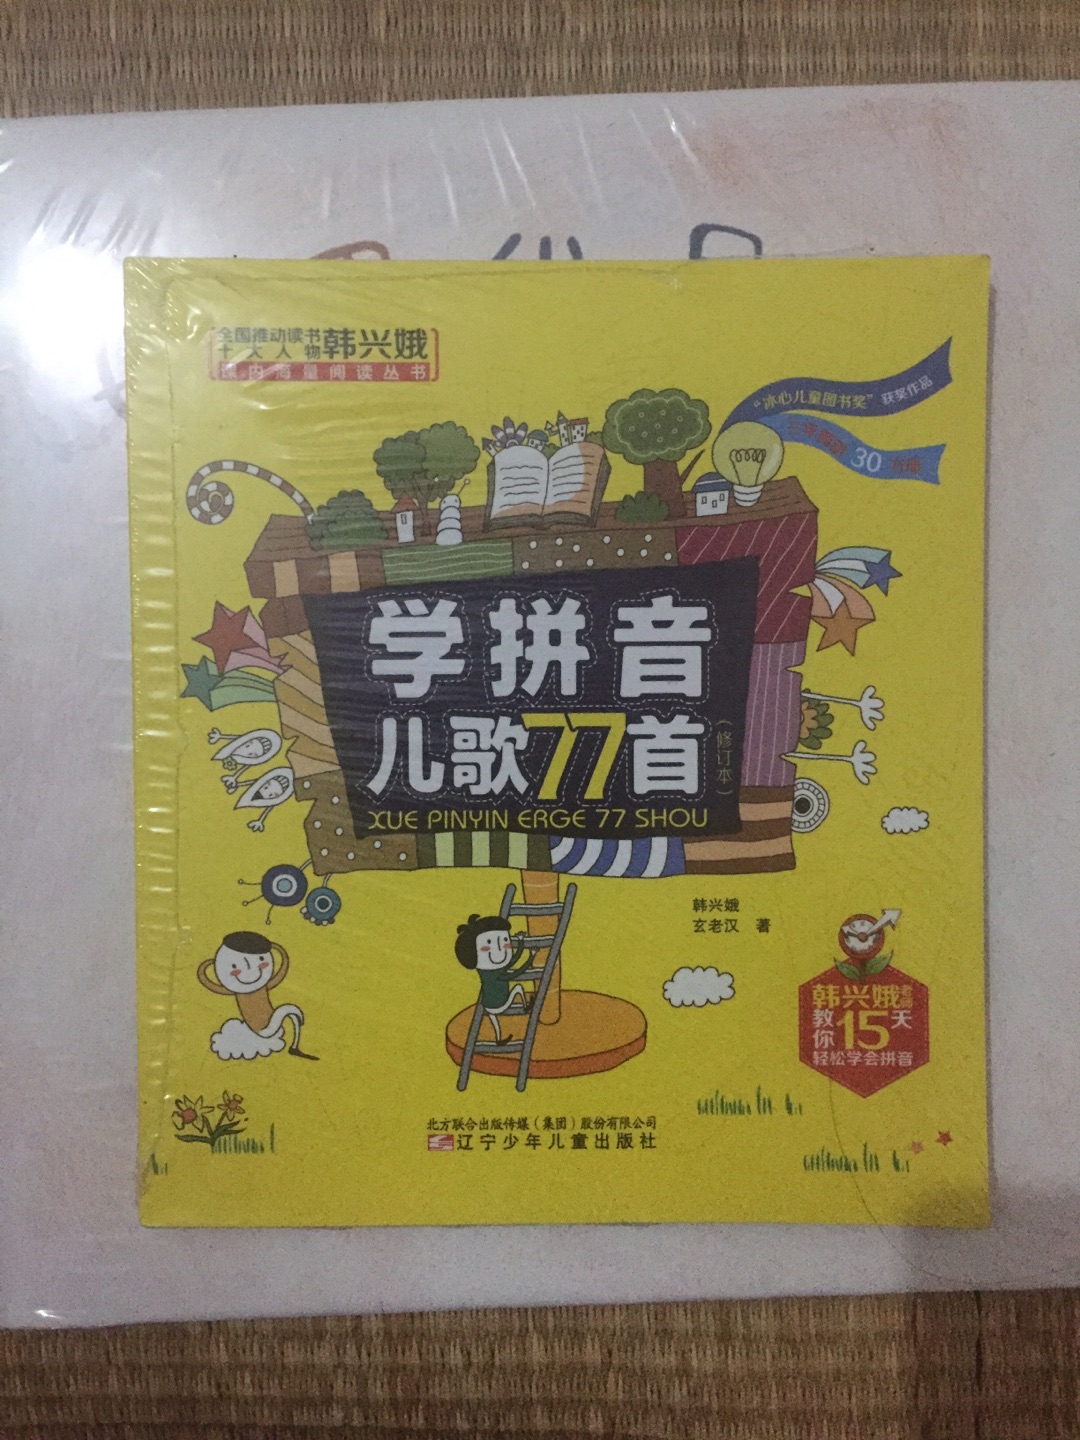 全国推动读书
十大人物
韩兴娥
课内海量阅读丛书
“冰心儿童图书奖”获奖作品
30
学拼音
儿歌77首
（修订本）
XUE PINYIN ERGE 77 SHOU
韩兴娥
玄老汉 著
韩兴娥老师
教你15天
轻松学会拼音
北方联合出版传媒（集团）股份有限公司
辽宁少年儿童出版社